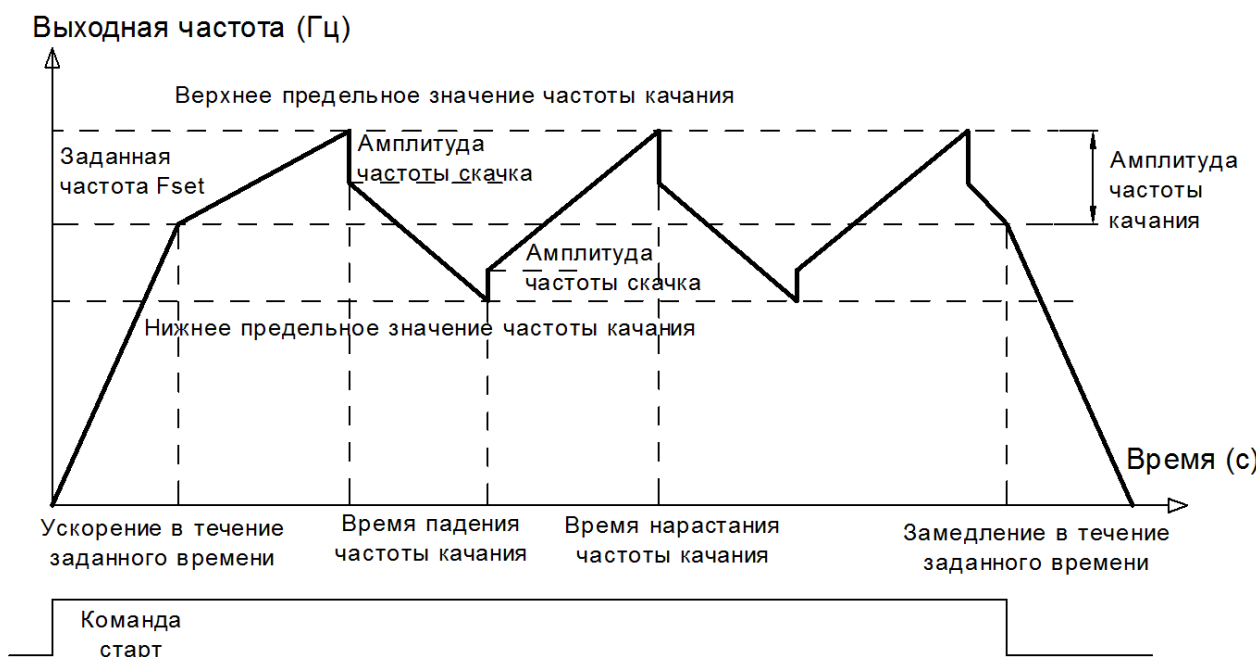 Выходная частота (Гц)
Верхнее предельное значение частоты качания
Заданная
частота Fset
Амплитуда
частоты скачка
Амплитуда
частоты
качания
Амплитуда
частоты скачка
Нижнее предельное значение частоты качания
Время (с)
Ускорение в течение
заданного времени
Время падения
частоты качания
Время нарастания
частоты качания
Замедление в течение
заданного времени
Команда
старт